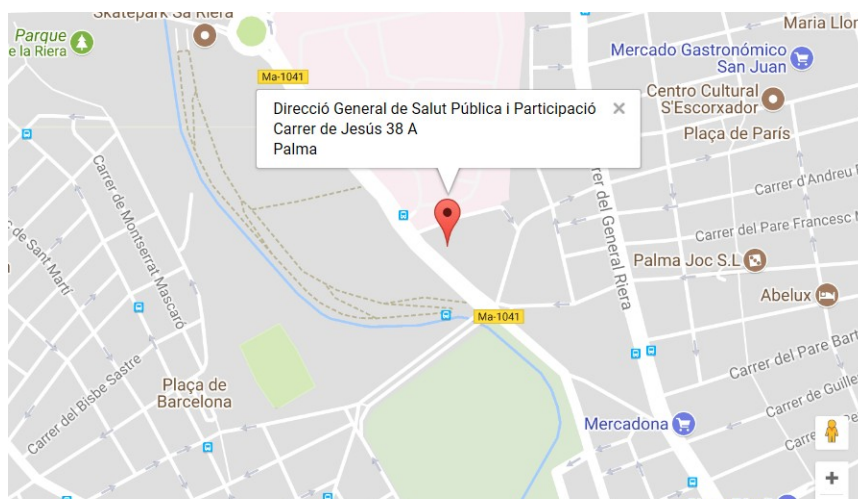 Skatepark Sa Riera
Parque
e la Riera
Maria Llor
Mercado Gastronómico
San Juan
Ma-1041
Centro Cultural
S'Escorxador
Direcció General de Salut Pública i Participació
Carrer de Jesús 38 A
Palma
Plaça de París
Carrer d'Andreu
Carrer de Montserrat Mascaró
rer del General Riera
Carrer del Pare Francesc
s de Sant Martí
Palma Joc S.L
Abelux
Ma-1041
Carrer del Pare Bart
Carrer del Bisbe Sastre
Plaça de
Barcelona
Carrer de Guille
Mercadona
Carre